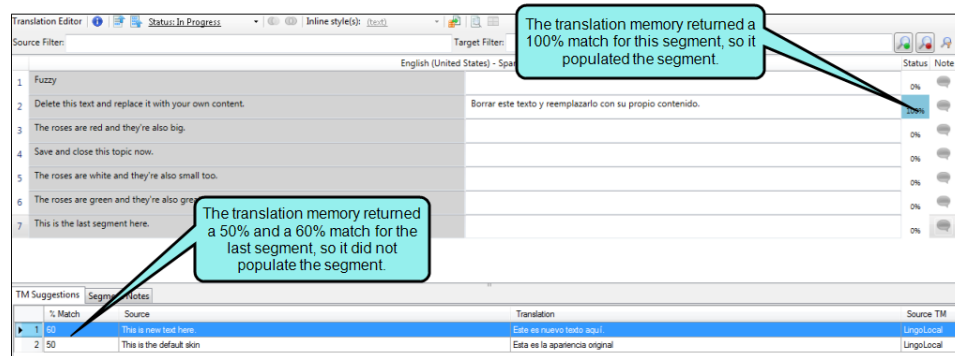 Translation Editor Status: In Progress Inline style(s): (text)
Source Filter: Target Filter:
The translation memory returned a
100% match for this segment, so it
populated the segment.
English (United States) - Spa
Status Note
1 Fuzzy 0%
2 Delete this text and replace it with your own content. Borrar este texto y reemplazarlo con su propio contenido. 100%
3 The roses are red and they're also big. 0%
4 Save and close this topic now. 0%
5 The roses are white and they're also small too. 0%
6 The roses are green and they're also grea 0%
7 This is the last segment here. 0%
The translation memory returned
a 50% and a 60% match for the
last segment, so it did not
populate the segment.
TM Suggestions Segm Notes
% Match Source Translation Source TM
1 60 This is new text here. Este es nuevo texto aquí. LingoLocal
2 50 This is the default skin Esta es la apariencia original LingoLocal